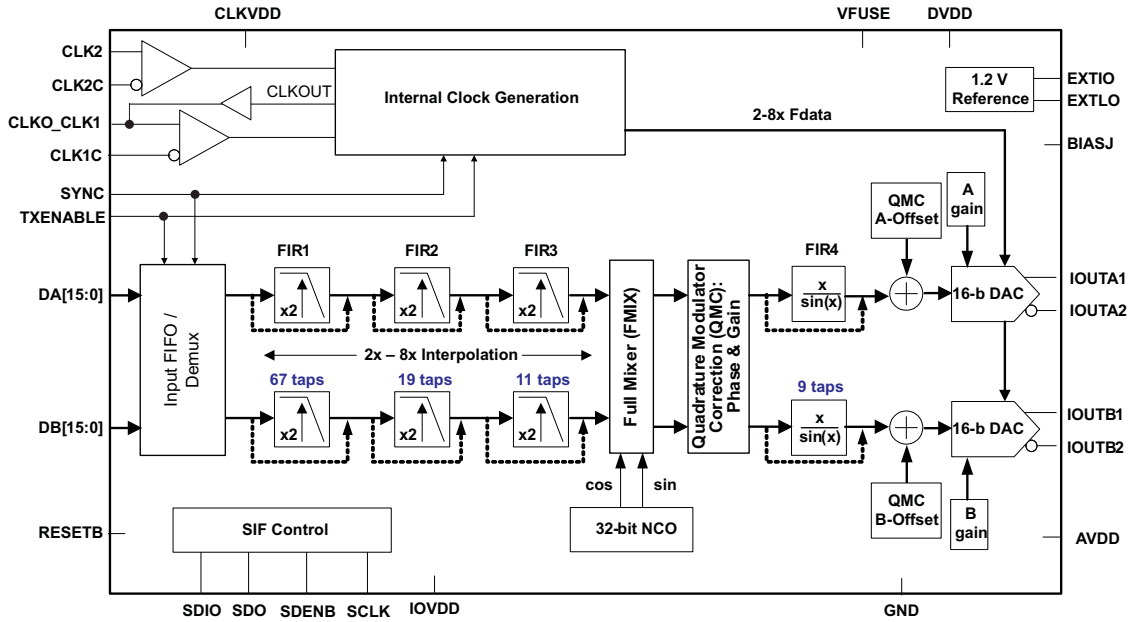 CLKVDD
VFUSE
DVDD
CLK2
CLK2C
CLKO_CLK1
CLK1C
SYNC
TXENABLE
CLKOUT
Internal Clock Generation
1.2 V
Reference
EXTIO
EXTLO
BIASJ
2-8x Fdata
QMC
A-Offset
A
gain
FIR1
FIR2
FIR3
FIR4
DA[15:0]
Input FIFO /
Demux
x2
x2
x2
Full Mixer (FMIX)
Quadrature Modulator
Correction (QMC):
Phase & Gain
x
sin(x)
16-b DAC
IOUTA1
IOUTA2
2x – 8x Interpolation
67 taps
19 taps
11 taps
9 taps
DB[15:0]
x2
x2
x2
x
sin(x)
16-b DAC
IOUTB1
IOUTB2
cos
sin
32-bit NCO
QMC
B-Offset
B
gain
RESETB
SIF Control
AVDD
SDIO
SDO
SDENB
SCLK
IOVDD
GND